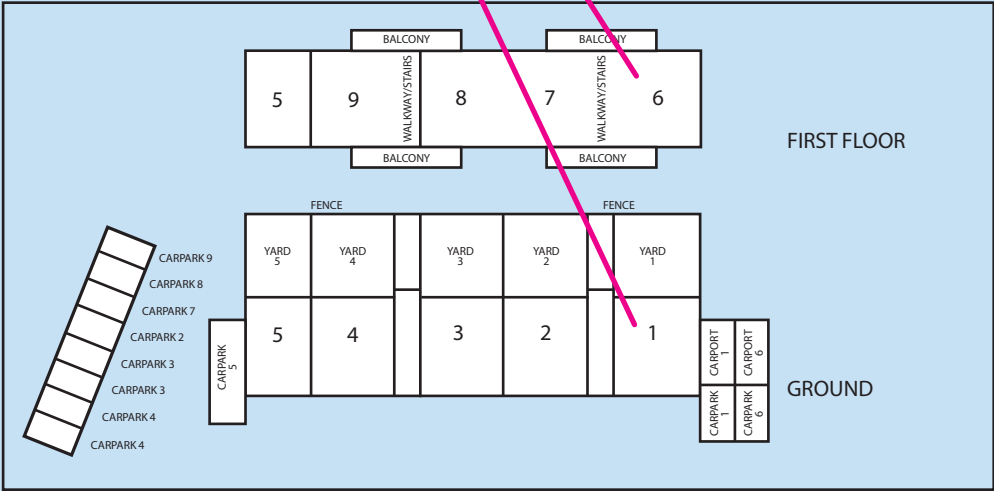 BALCONY
BALCONY
5
9
WALKWAY/STAIRS
8
7
WALKWAY/STAIRS
6
FIRST FLOOR
BALCONY
BALCONY
FENCE
FENCE
YARD
5
YARD
4
YARD
3
YARD
2
YARD
1
CARPARK 9
CARPARK 8
CARPARK 7
CARPARK 2
CARPARK 3
CARPARK 3
CARPARK 4
CARPARK 4
CARPARK
5
5
4
3
2
1
CARPORT
1
CARPORT
6
CARPARK
1
CARPARK
6
GROUND